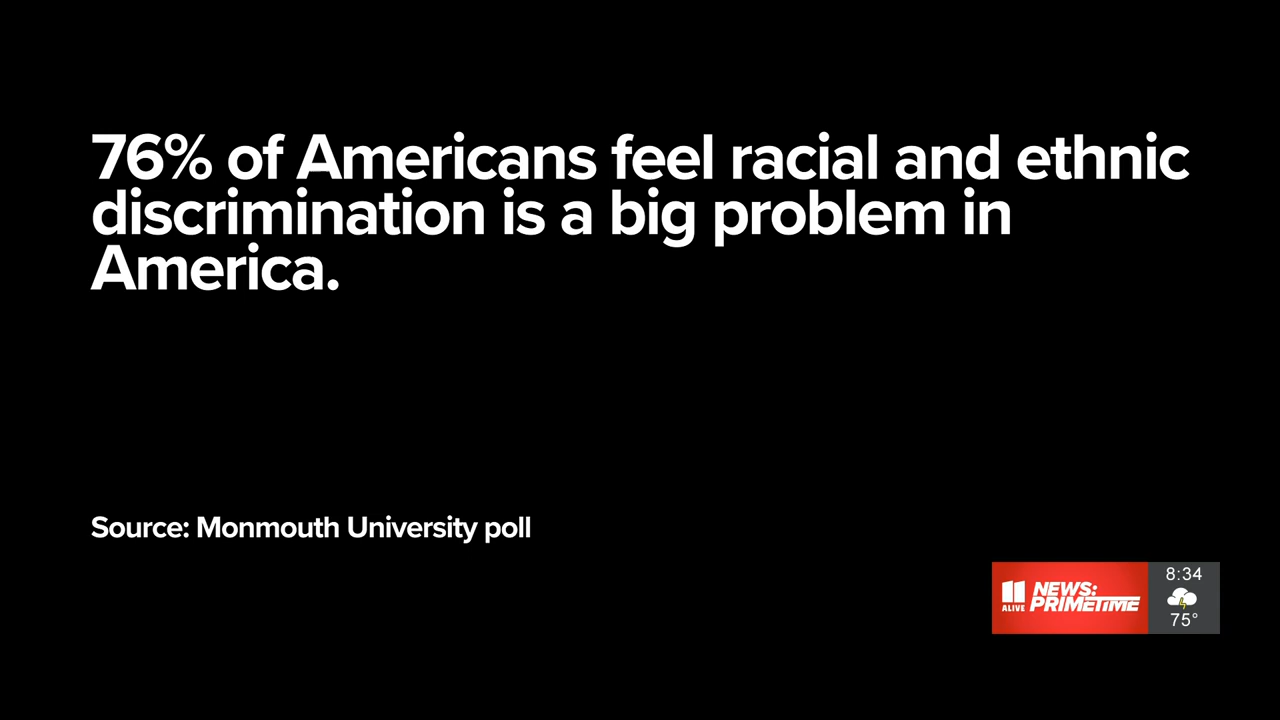 76% of Americans feel racial and ethnic
discrimination is a big problem in
America.
Source: Monmouth University poll
11 ALIVE
NEWS:
PRIMETIME
8:34
75°